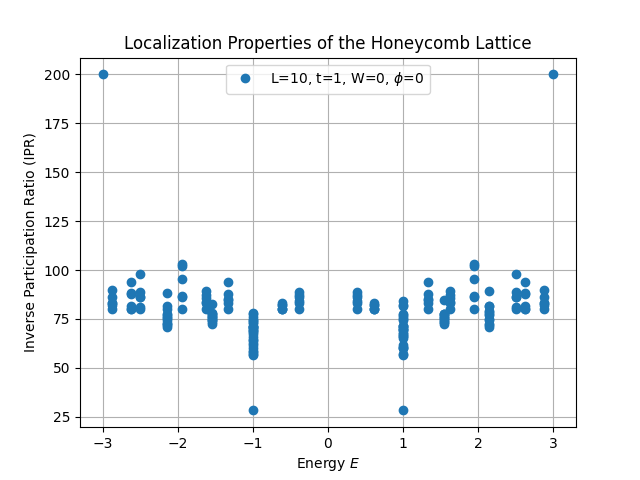 Localization Properties of the Honeycomb Lattice
L=10, t=1, W=0, ϕ=0
Inverse Participation Ratio (IPR)
200
175
150
125
100
75
50
25
−3 −2 −1 0 1 2 3
Energy E